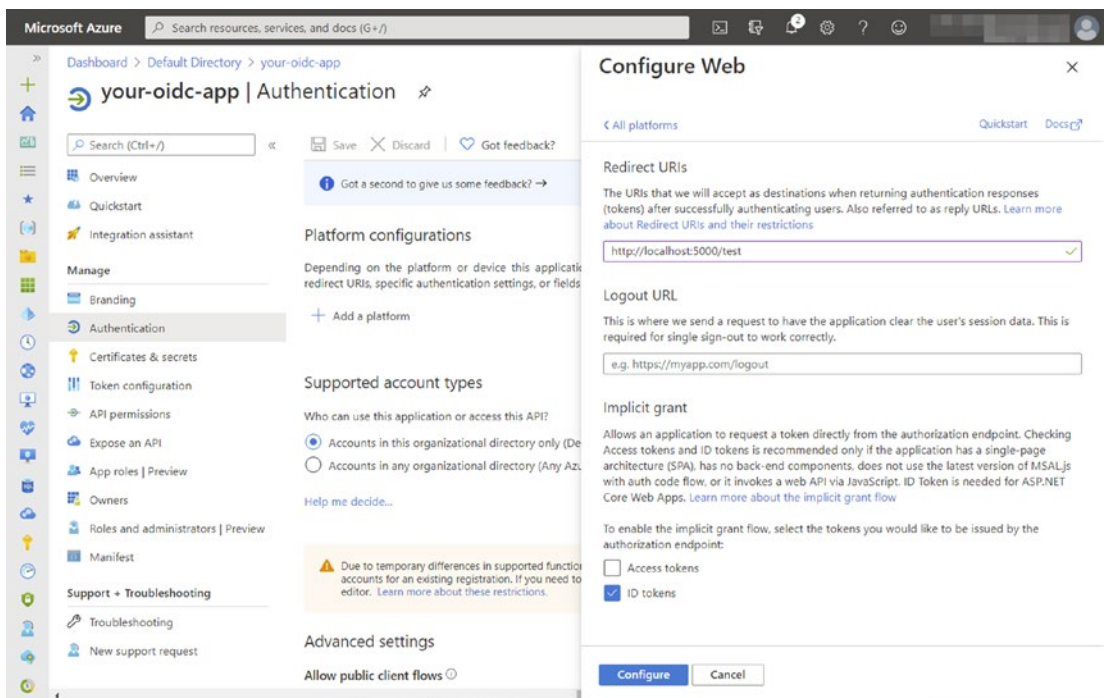 Microsoft Azure
Search resources, services, and docs (G+/)
2
Dashboard > Default Directory > your-oidc-app
your-oidc-app | Authentication
Search (Ctrl+/)
Overview
Quickstart
Integration assistant
Manage
Branding
Authentication
Certificates & secrets
Token configuration
API permissions
Expose an API
App roles | Preview
Owners
Roles and administrators | Preview
Manifest
Support + Troubleshooting
Troubleshooting
New support request
Save Discard Got feedback?
Got a second to give us some feedback? →
Platform configurations
Depending on the platform or device this applicatic
redirect URIs, specific authentication settings, or fields
Add a platform
Supported account types
Who can use this application or access this API?
Accounts in this organizational directory only (De
Accounts in any organizational directory (Any Azu
Help me decide...
Due to temporary differences in supported function
accounts for an existing registration. If you need to
editor. Learn more about these restrictions.
Advanced settings
Allow public client flows
Configure Web
All platforms
Quickstart Docs
Redirect URIs
The URIs that we will accept as destinations when returning authentication responses
(tokens) after successfully authenticating users. Also referred to as reply URLs. Learn more
about Redirect URIs and their restrictions
http://localhost:5000/test
Logout URL
This is where we send a request to have the application clear the user's session data. This is
required for single sign-out to work correctly.
e.g. https://myapp.com/logout
Implicit grant
Allows an application to request a token directly from the authorization endpoint. Checking
Access tokens and ID tokens is recommended only if the application has a single-page
architecture (SPA), has no back-end components, does not use the latest version of MSAL.js
with auth code flow, or it invokes a web API via JavaScript. ID Token is needed for ASP.NET
Core Web Apps. Learn more about the implicit grant flow
To enable the implicit grant flow, select the tokens you would like to be issued by the
authorization endpoint:
Access tokens
ID tokens
Configure Cancel